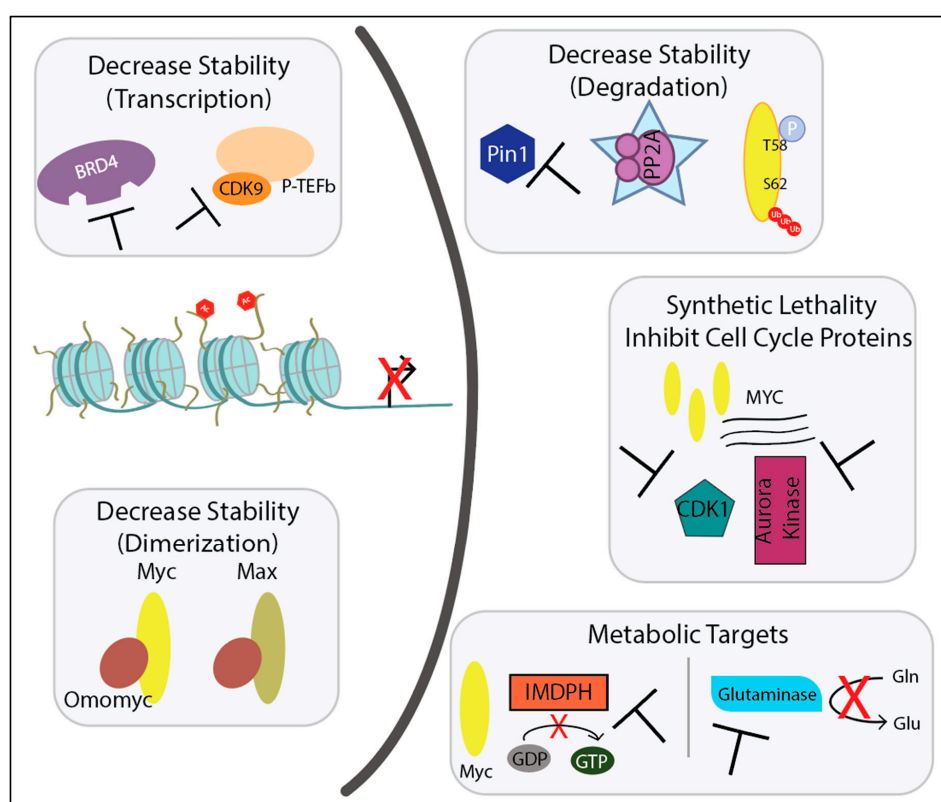 Decrease Stability
(Transcription)
BRD4
CDK9
P-TEFb
Ac
Ac
Decrease Stability
(Dimerization)
Myc
Max
Omomyc
Decrease Stability
(Degradation)
Pin1
PP2A
P
T58
S62
Ub
Ub
Ub
Synthetic Lethality
Inhibit Cell Cycle Proteins
MYC
CDK1
Aurora
Kinase
Metabolic Targets
IMDPH
GDP
GTP
Myc
Glutaminase
Gln
Glu